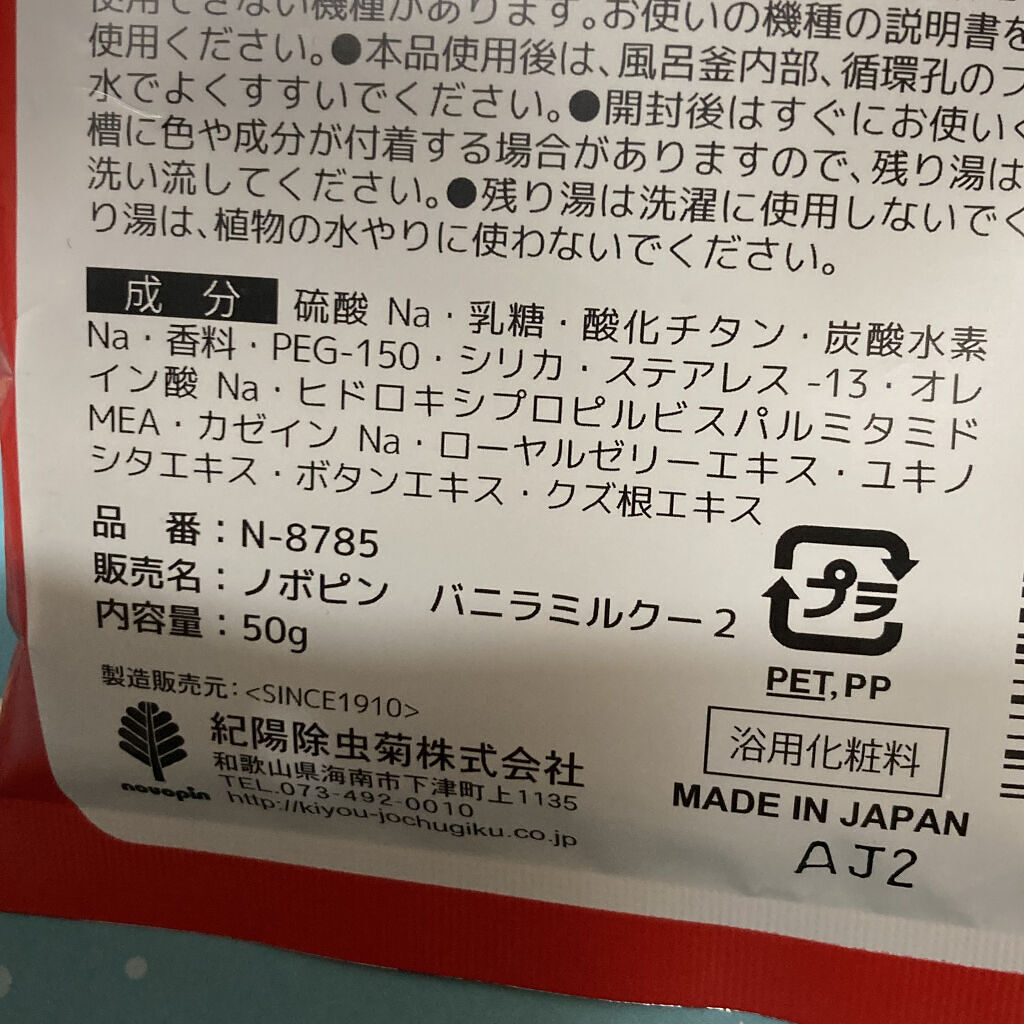 使用できない機種があります。お使いの機種の説明書を
使用ください。●本品使用後は、風呂釜内部、循環孔のフ
水でよくすすいでください。●開封後はすぐにお使いく
槽に色や成分が付着する場合がありますので、残り湯は
洗い流してください。●残り湯は洗濯に使用しないでく
り湯は、植物の水やりに使わないでください。
成 分 硫酸 Na・乳糖・酸化チタン・炭酸水素
Na・香料・PEG-150・シリカ・ステアレス -13・オレ
イン酸 Na・ヒドロキシプロピルビスパルミタミド
MEA・カゼイン Na・ローヤルゼリーエキス・ユキノ
シタエキス・ボタンエキス・クズ根エキス
品 番：N-8785
販売名：ノボピン バニラミルクー2
内容量：50g
プラ
PET, PP
製造販売元：<SINCE1910>
紀陽除虫菊株式会社
和歌山県海南市下津町上1135
TEL.073-492-0010
http://kiyou-jochugiku.co.jp
novopin
浴用化粧料
MADE IN JAPAN
AJ2